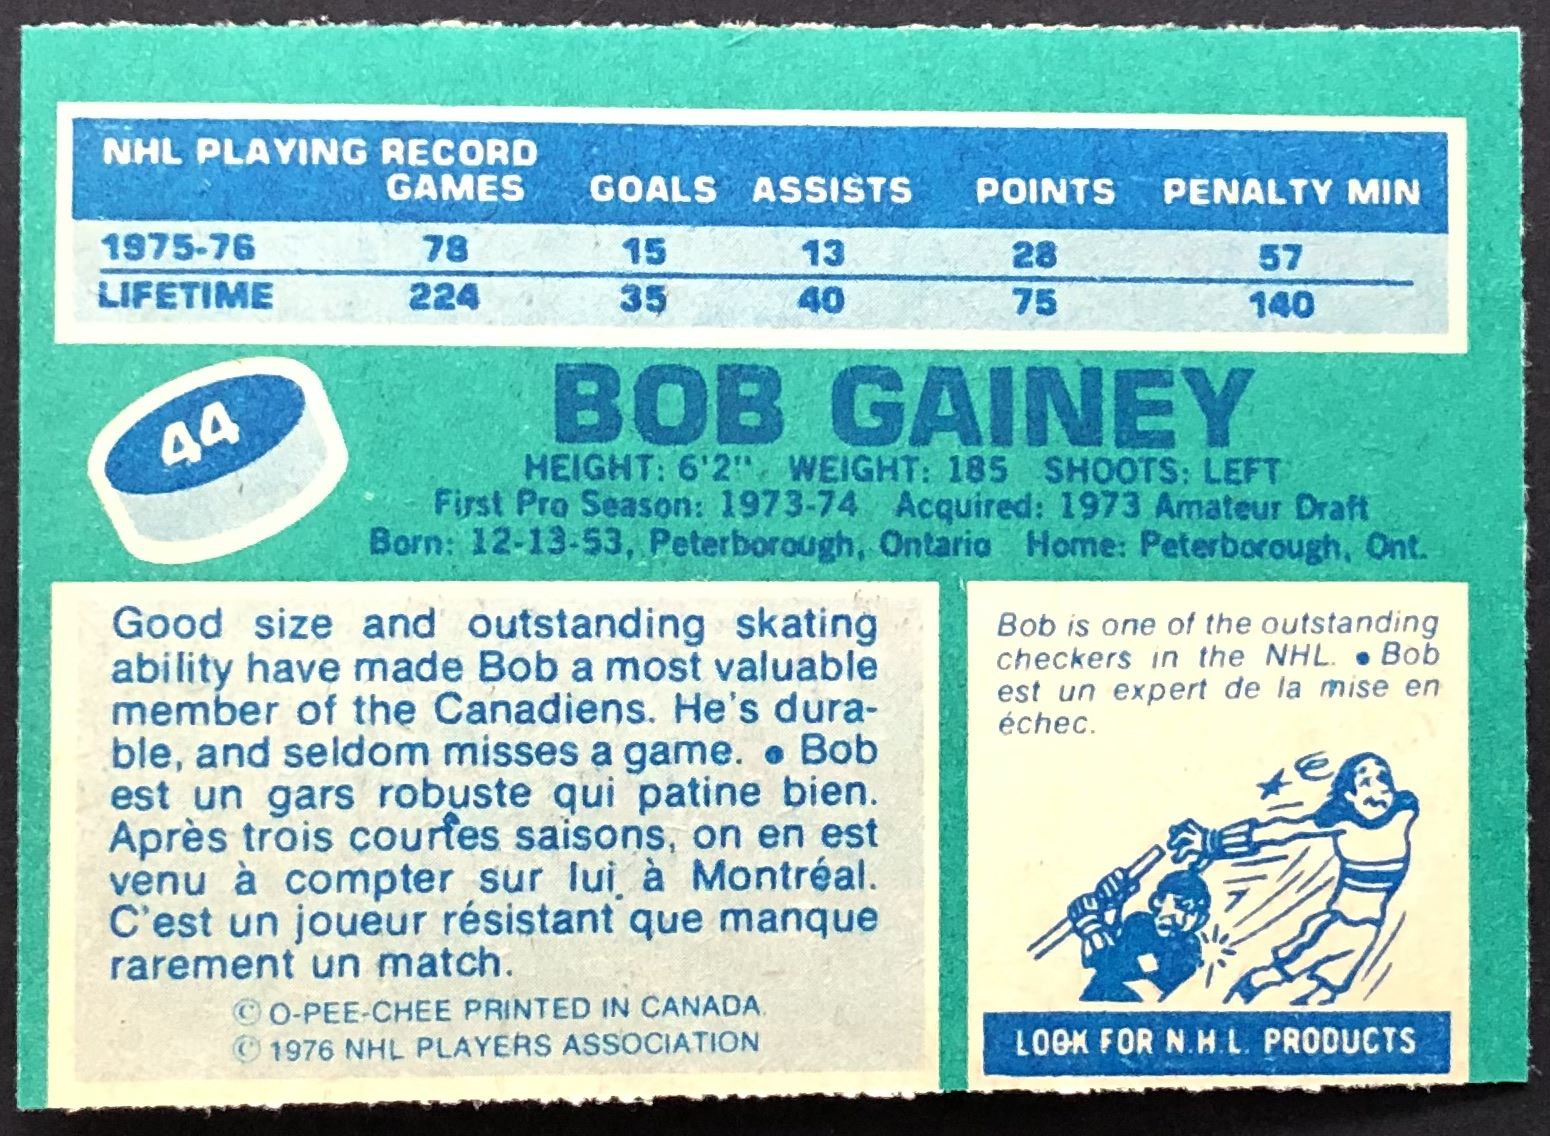 NHL PLAYING RECORD
GAMES GOALS ASSISTS POINTS PENALTY MIN
1975-76 78 15 13 28 57
LIFETIME 224 35 40 75 140
44
BOB GAINEY
HEIGHT: 6'2" WEIGHT: 185 SHOOTS: LEFT
First Pro Season: 1973-74 Acquired: 1973 Amateur Draft
Born: 12-13-53, Peterborough, Ontario Home: Peterborough, Ont.
Good size and outstanding skating
ability have made Bob a most valuable
member of the Canadiens. He's dura-
ble, and seldom misses a game. • Bob
est un gars robuste qui patine bien.
Après trois courtes saisons, on en est
venu à compter sur lui à Montréal.
C'est un joueur résistant que manque
rarement un match.
© O-PEE-CHEE PRINTED IN CANADA
© 1976 NHL PLAYERS ASSOCIATION
Bob is one of the outstanding
checkers in the NHL. • Bob
est un expert de la mise en
échec.
LOOK FOR N.H.L. PRODUCTS